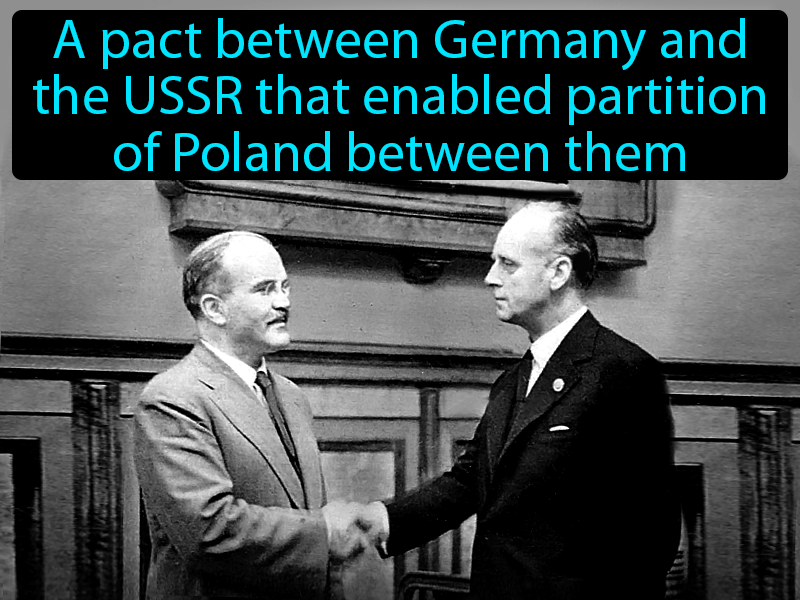 A pact between Germany and
the USSR that enabled partition
of Poland between them